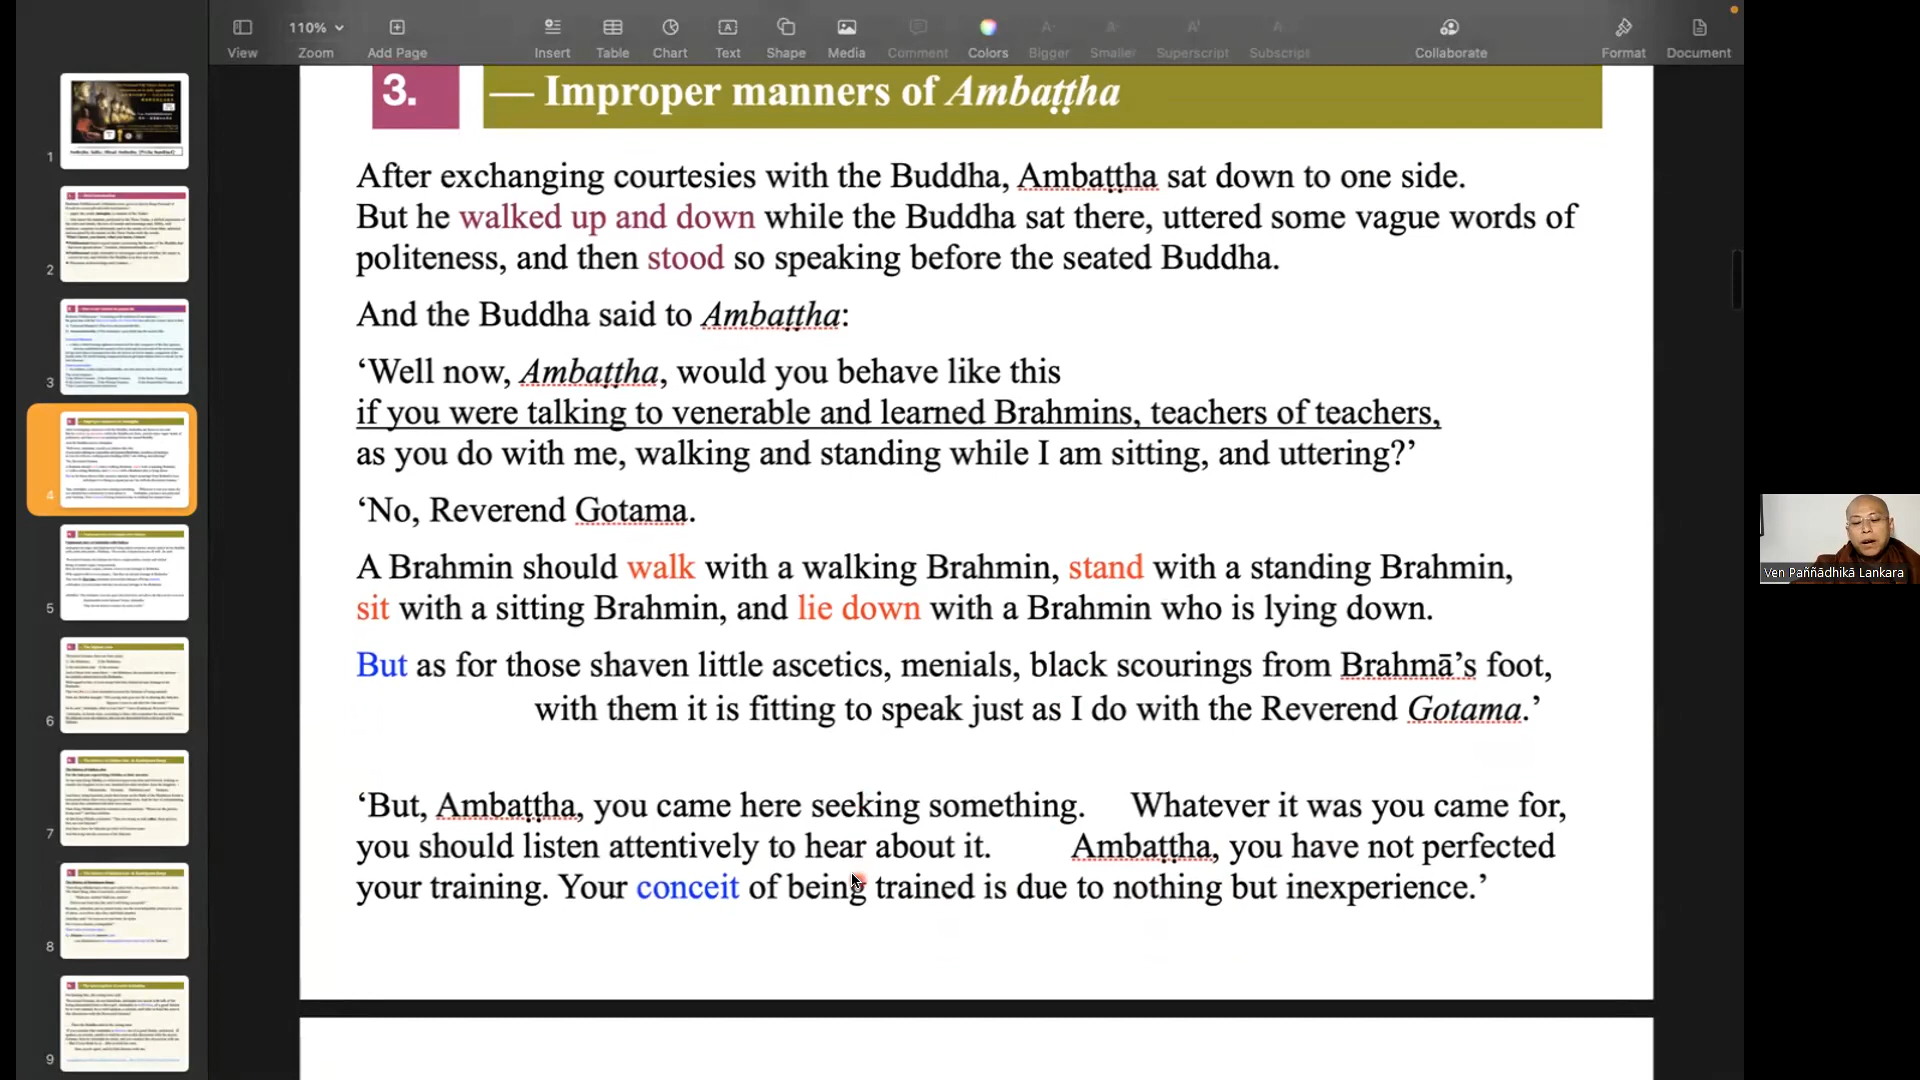 110%
View
Zoom
Add Page
Insert
Table
Chart
Text
Shape
Media
Comment
Colors
Bigger
Smaller
Superscript
Subscript
Collaborate
Format
Document
3.
— Improper manners of Ambaṭṭha
After exchanging courtesies with the Buddha, Ambaṭṭha sat down to one side.
But he walked up and down while the Buddha sat there, uttered some vague words of
politeness, and then stood so speaking before the seated Buddha.
And the Buddha said to Ambaṭṭha:
‘Well now, Ambaṭṭha, would you behave like this
if you were talking to venerable and learned Brahmins, teachers of teachers,
as you do with me, walking and standing while I am sitting, and uttering?’
‘No, Reverend Gotama.
A Brahmin should walk with a walking Brahmin, stand with a standing Brahmin,
sit with a sitting Brahmin, and lie down with a Brahmin who is lying down.
But as for those shaven little ascetics, menials, black scourings from Brahmā’s foot,
with them it is fitting to speak just as I do with the Reverend Gotama.’
‘But, Ambaṭṭha, you came here seeking something. Whatever it was you came for,
you should listen attentively to hear about it. Ambaṭṭha, you have not perfected
your training. Your conceit of being trained is due to nothing but inexperience.’
1
2
3
4
5
6
7
8
9
Ven Paññādhikā Lankara